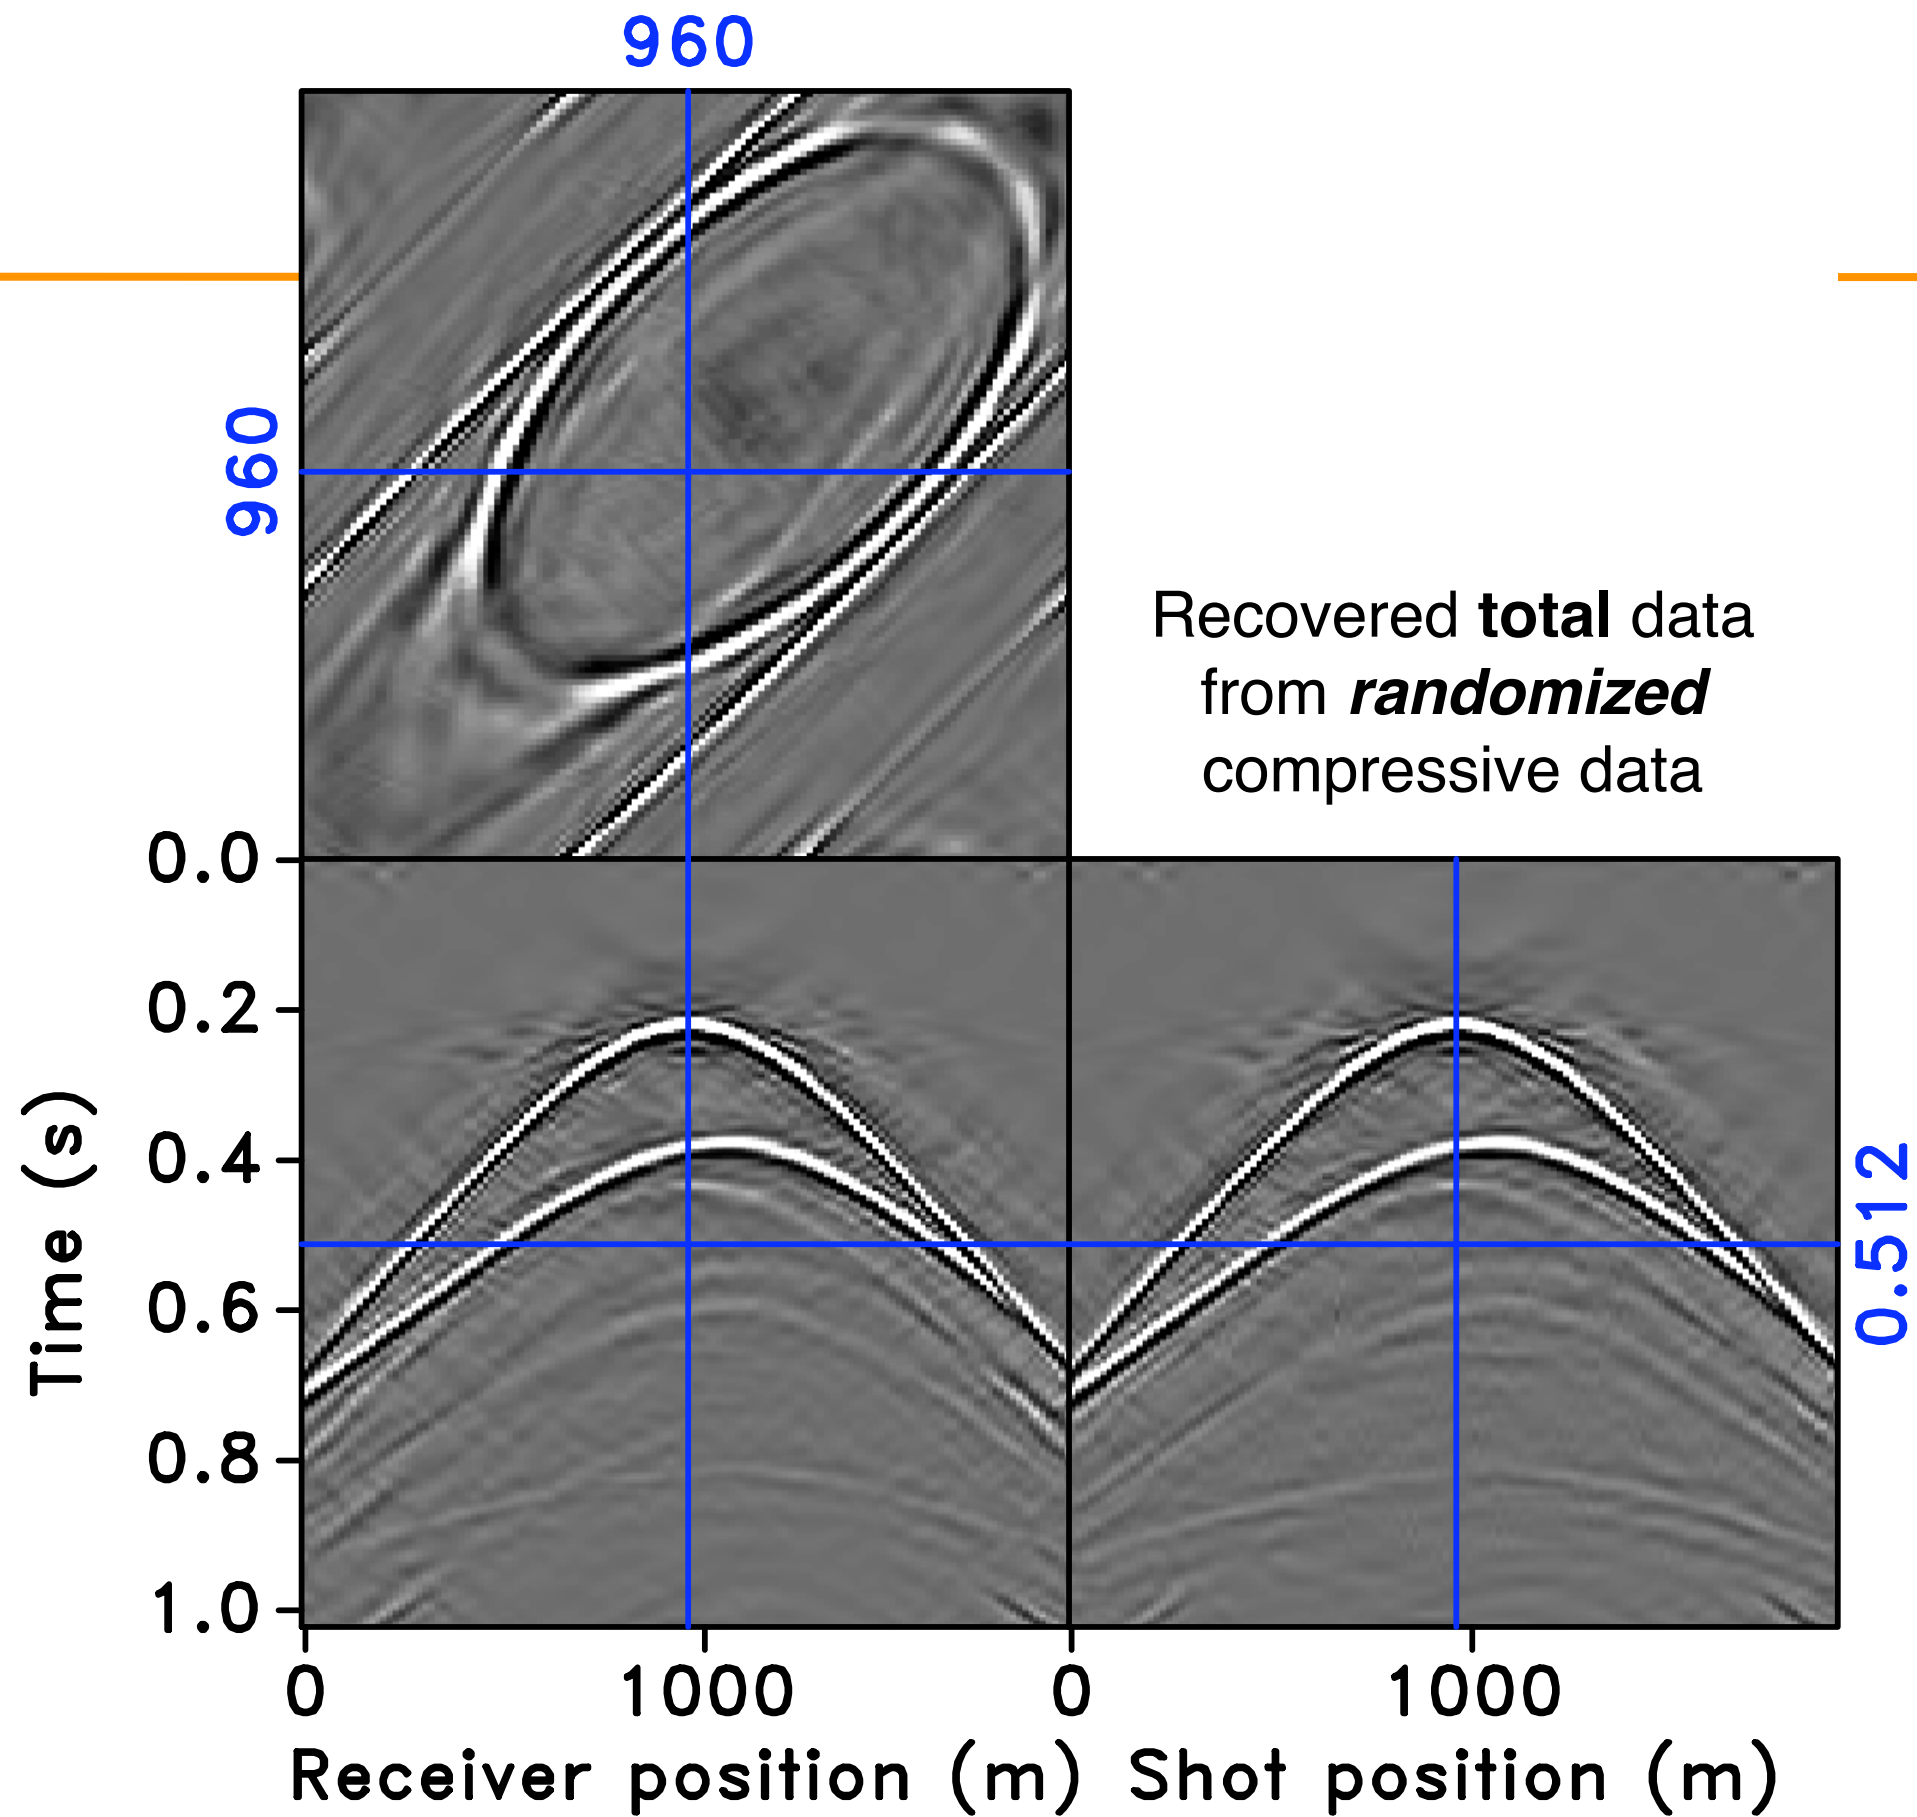 960
960
Recovered total data
from randomized
compressive data
0.0
0.2
0.4
0.6
0.8
1.0
Time (s)
0.512
0
1000
0
1000
Receiver position (m)
Shot position (m)